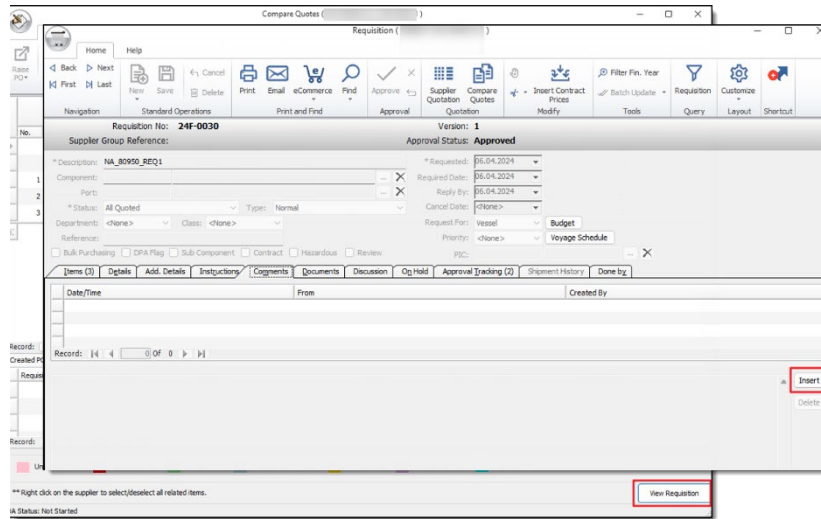 Compare Quotes ( )
Requisition ( )
Home Help
Raise PO
Back Next
First Last
New Save Cancel Delete
Print Email eCommerce Find
Approve
Supplier Quotation Compare Quotes
Insert Contract Prices
Filter Fin. Year
Batch Update
Requisition Customize
Navigation Standard Operations Print and Find Approval Quotation Modify Tools Query Layout Shortcut
Requisition No: 24F-0030 Version: 1
Supplier Group Reference: Approval Status: Approved
No.
1
2
3
* Description: NA_80950_REQ1 * Requested: 06.04.2024
Component: Required Date: 06.04.2024
Port: Reply By: 06.04.2024
* Status: All Quoted Type: Normal Cancel Date: <None>
Department: <None> Class: <None> Request For: Vessel Budget
Reference: Priority: <None> Voyage Schedule
Bulk Purchasing DPA Flag Sub Component Contract Hazardous Review PIC:
Items (3) Details Add. Details Instructions Comments Documents Discussion On Hold Approval Tracking (2) Shipment History Done by
Date/Time From Created By
Record: 0 Of 0
Record:
Created PO
Requisi
Insert
Delete
Record:
Un
** Right click on the supplier to select/deselect all related items. View Requisition
Status: Not Started